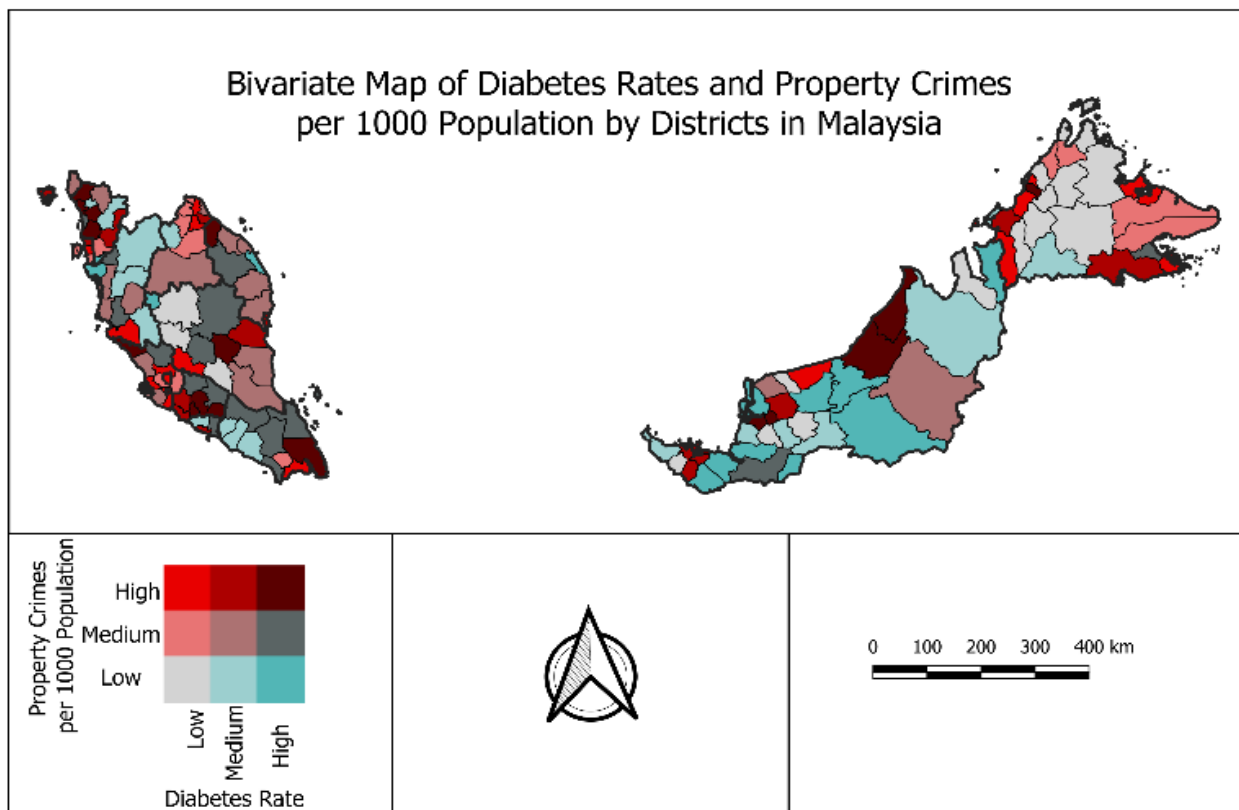 Bivariate Map of Diabetes Rates and Property Crimes
per 1000 Population by Districts in Malaysia
Property Crimes
per 1000 Population
High
Medium
Low
Low
Medium
High
Diabetes Rate
0 100 200 300 400 km